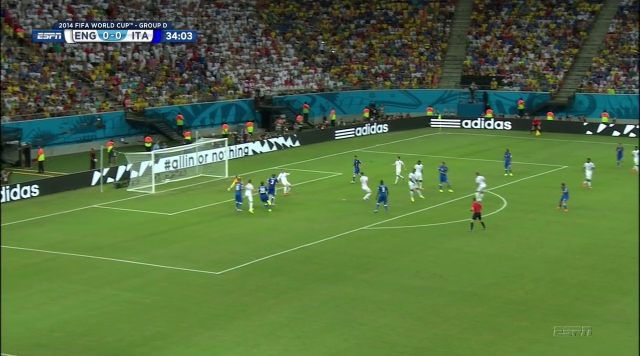 2014 FIFA WORLD CUP™ - GROUP D
ESPN ENG 0-0 ITA 34:03
adidas
adidas
#allin or nothing
adidas
ESPN